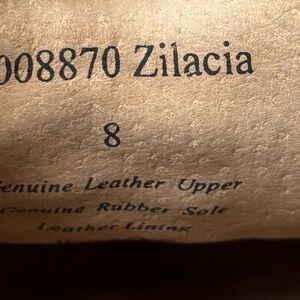 008870 Zilacia
8
Genuine Leather Upper
Genuine Rubber Sole
Leather Lining